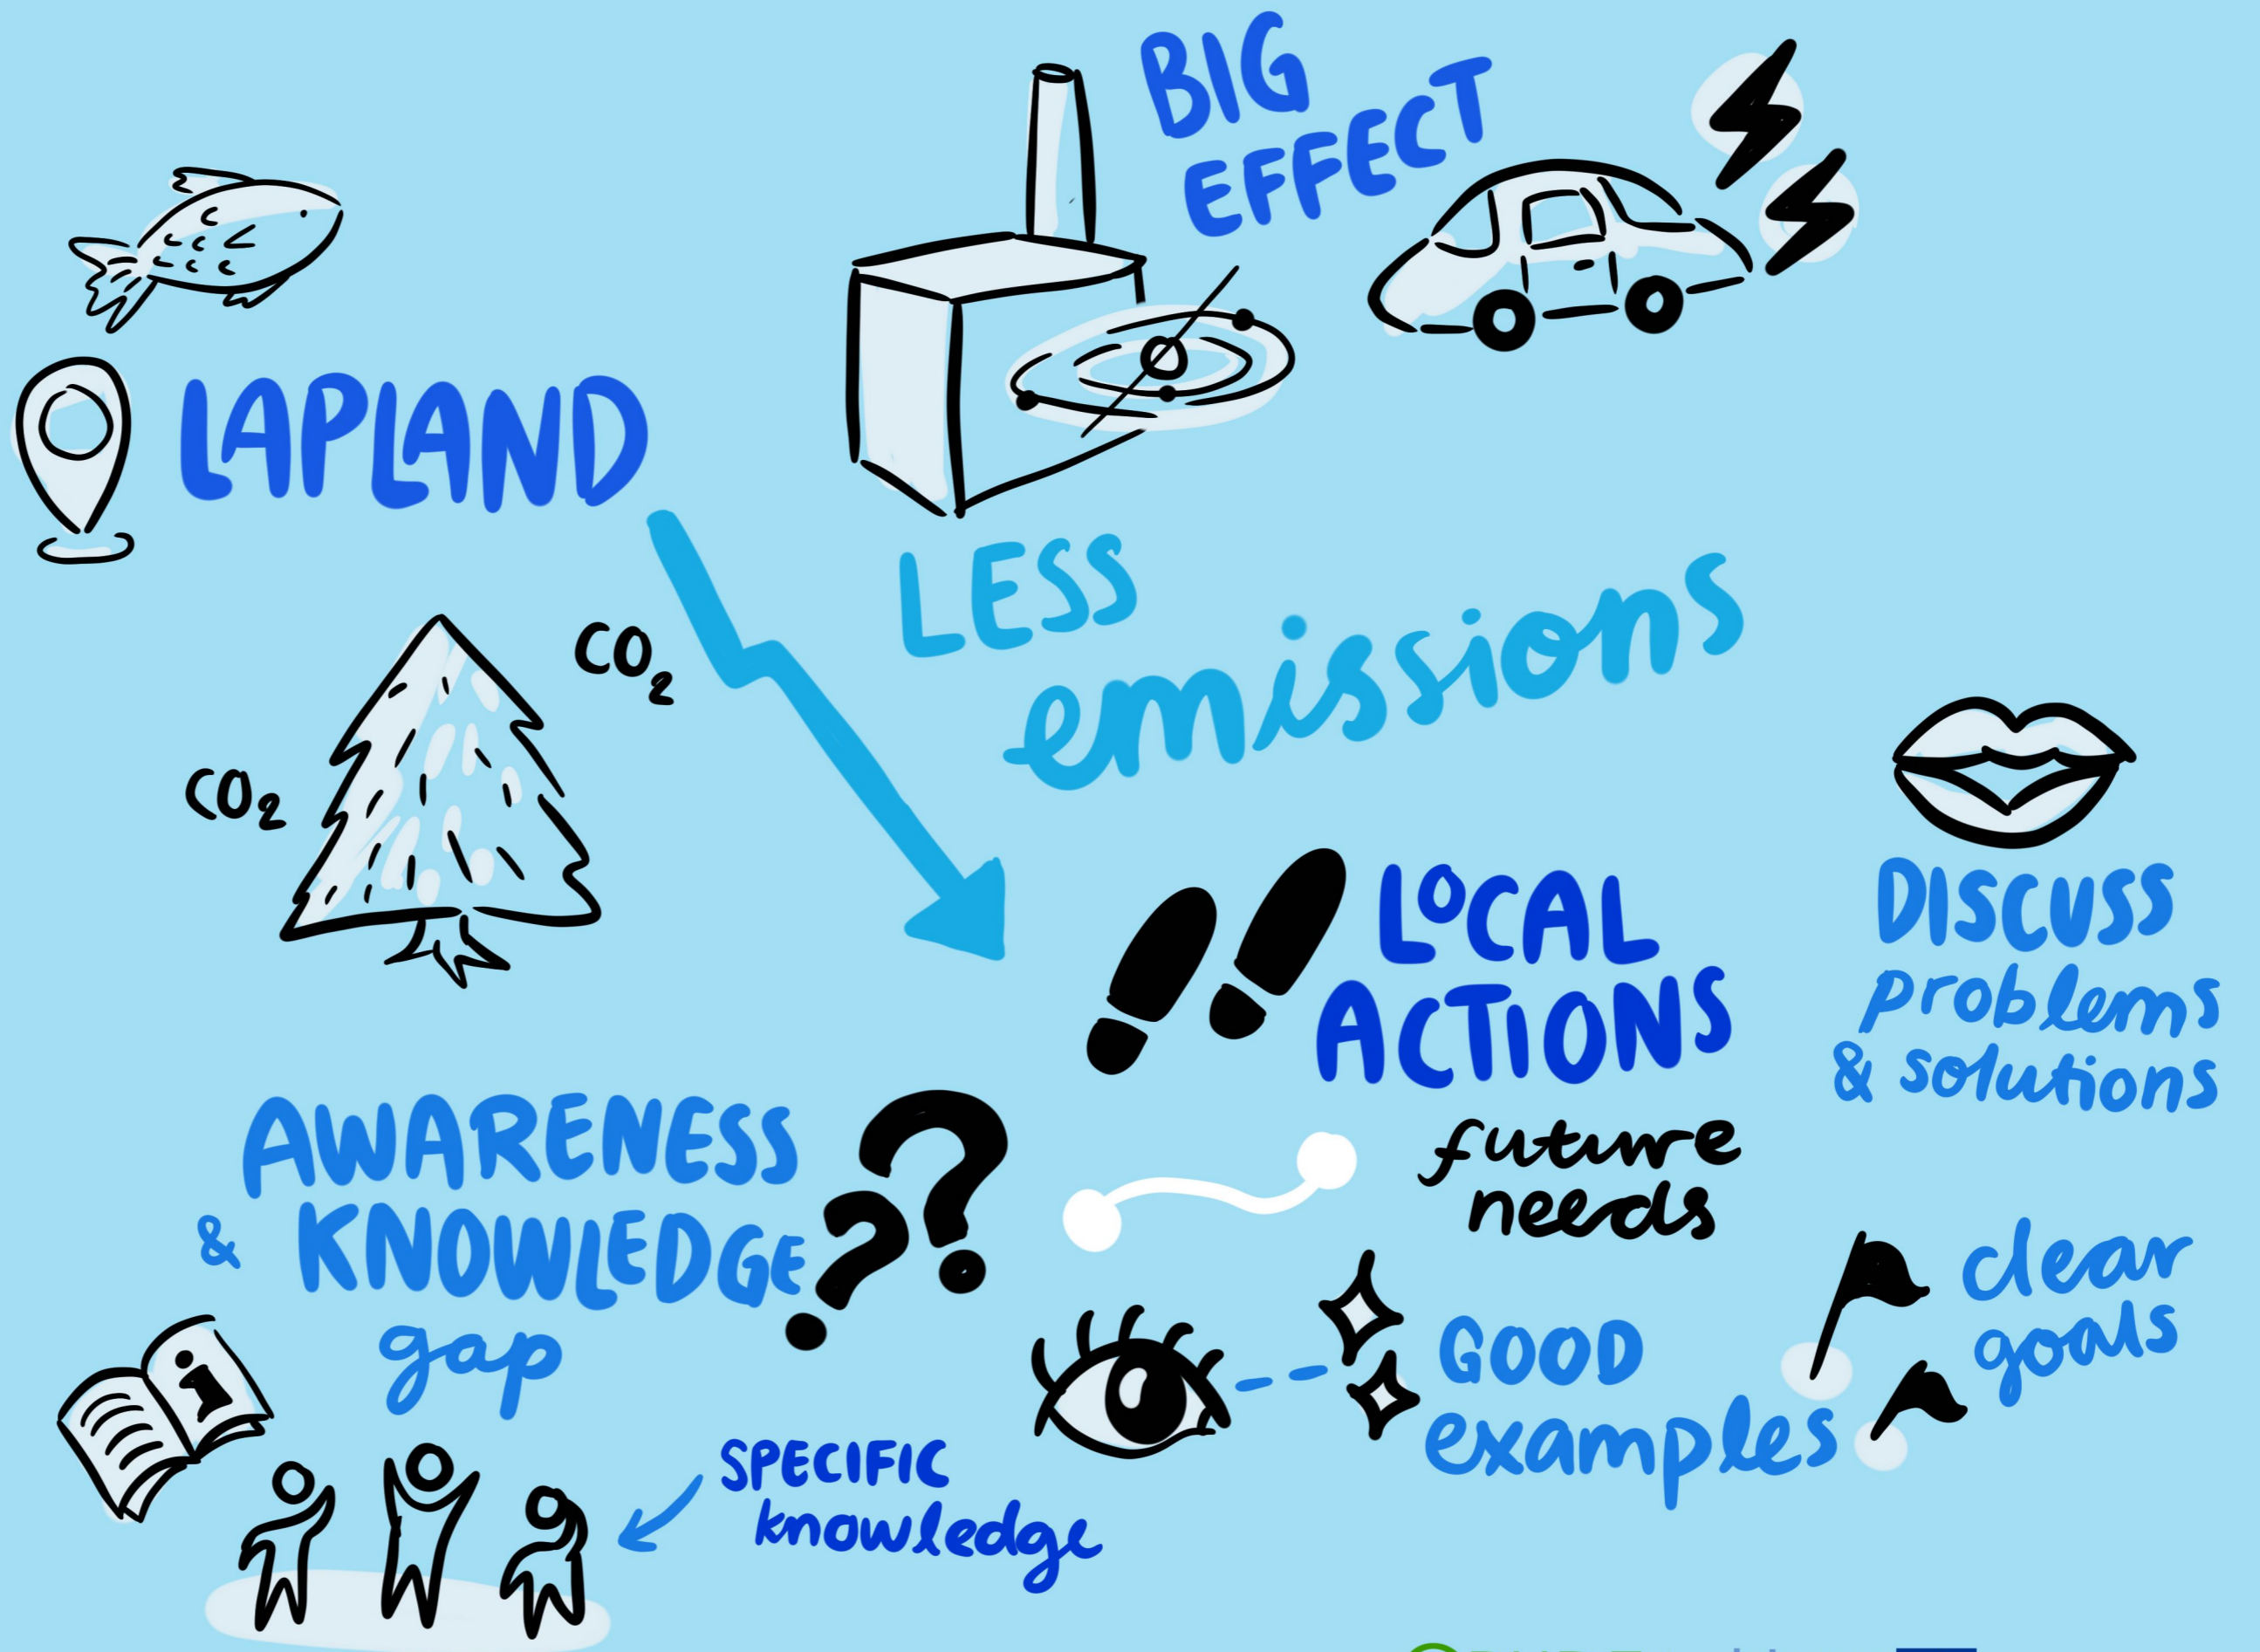 BIG
EFFECT
LAPLAND
LESS
emissions
CO₂
CO₂
LOCAL
ACTIONS
future
needs
DISCUSS
problems
& solutions
AWARENESS
& KNOWLEDGE
gap
i
SPECIFIC
knowledge
GOOD
examples
clear
goals